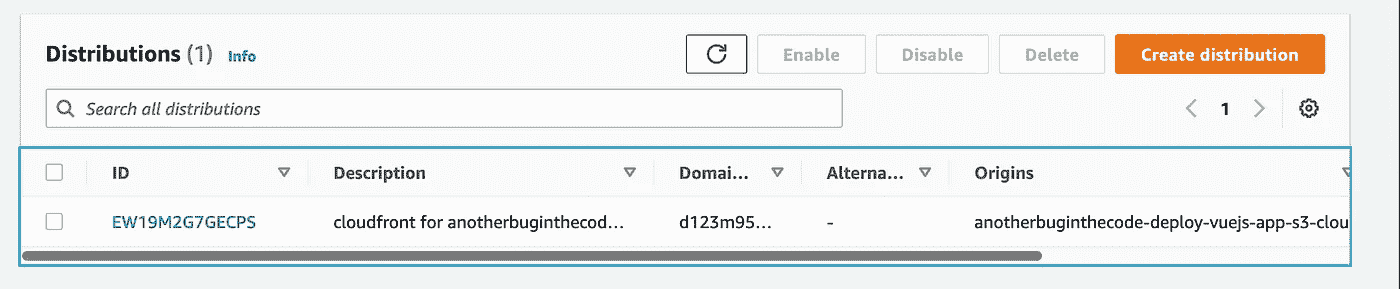 Distributions (1) Info Enable Disable Delete Create distribution
Search all distributions 1
ID Description Domai... Alterna... Origins
EW19M2G7GECPS cloudfront for anotherbuginthecod... d123m95... - anotherbuginthecode-deploy-vuejs-app-s3-clou